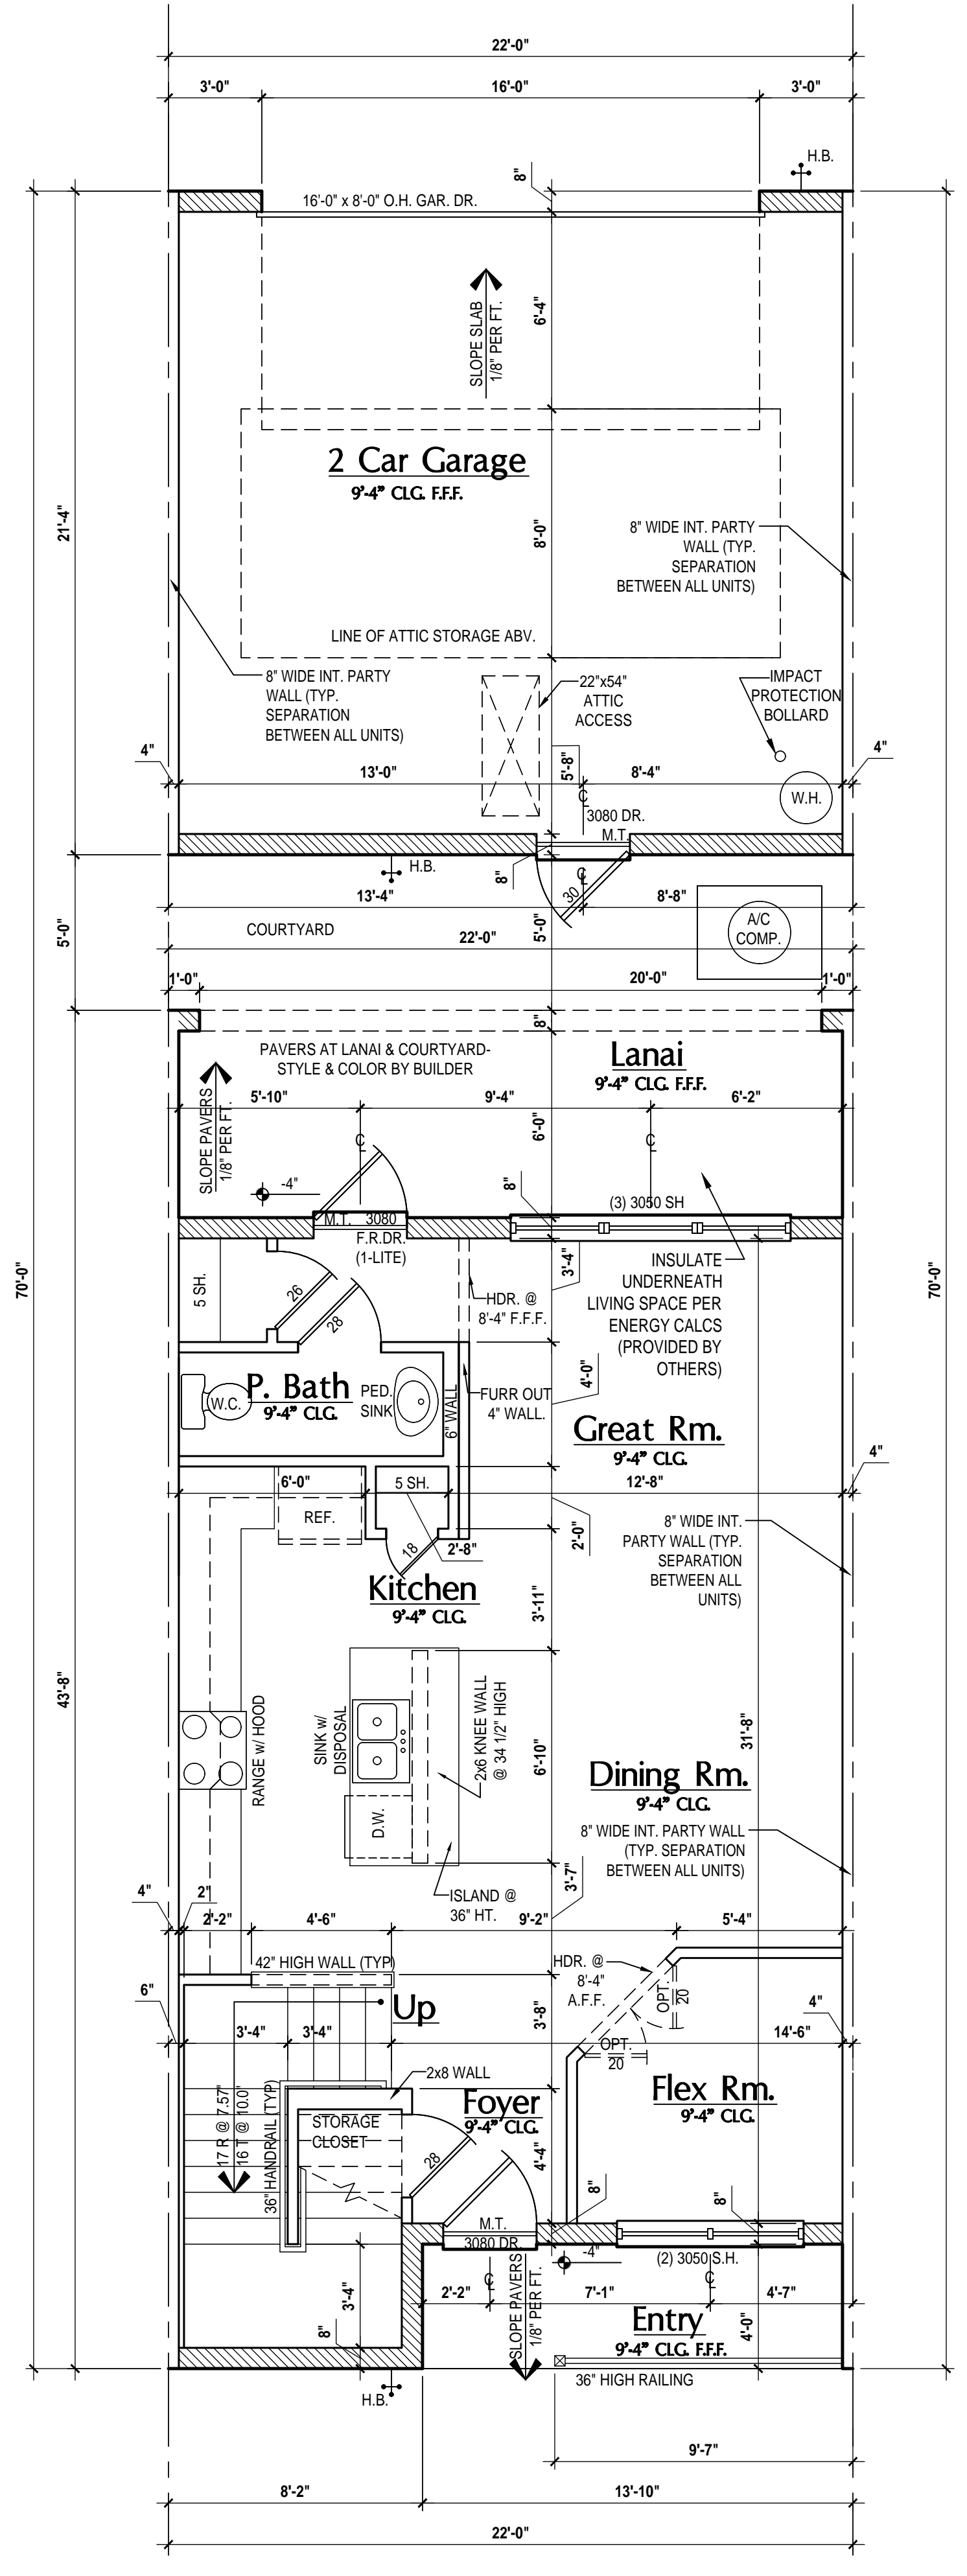 22'-0"
3'-0"
16'-0"
3'-0"
H.B.
8"
16'-0" x 8'-0" O.H. GAR. DR.
SLOPE SLAB
1/8" PER FT.
6'-4"
2 Car Garage
9'-4" CLG. F.F.F.
21'-4"
8'-0"
8" WIDE INT. PARTY
WALL (TYP.
SEPARATION
BETWEEN ALL UNITS)
LINE OF ATTIC STORAGE ABV.
8" WIDE INT. PARTY
WALL (TYP.
SEPARATION
BETWEEN ALL UNITS)
22"x54"
ATTIC
ACCESS
IMPACT
PROTECTION
BOLLARD
4"
13'-0"
5'-8"
8'-4"
4"
℄
3080 DR.
M.T.
W.H.
H.B.
8"
℄
30
13'-4"
8'-8"
COURTYARD
22'-0"
5'-0"
5'-0"
A/C
COMP.
1'-0"
20'-0"
1'-0"
8"
PAVERS AT LANAI & COURTYARD-
STYLE & COLOR BY BUILDER
Lanai
9'-4" CLG. F.F.F.
SLOPE PAVERS
1/8" PER FT.
5'-10"
9'-4"
6'-2"
6'-0"
℄
℄
-4"
8"
(3) 3050 SH
M.T.
3080
F.R.DR.
(1-LITE)
70'-0"
70'-0"
5 SH.
26
28
3'-4"
HDR. @
8'-4" F.F.F.
INSULATE
UNDERNEATH
LIVING SPACE PER
ENERGY CALCS
(PROVIDED BY
OTHERS)
4'-0"
P. Bath
9'-4" CLG.
W.C.
PED.
SINK
6" WALL
FURR OUT
4" WALL.
Great Rm.
9'-4" CLG.
4"
6'-0"
5 SH.
12'-8"
REF.
18
2'-8"
2'-0"
8" WIDE INT.
PARTY WALL (TYP.
SEPARATION
BETWEEN ALL
UNITS)
Kitchen
9'-4" CLG.
3'-11"
43'-8"
RANGE w/ HOOD
SINK w/
DISPOSAL
D.W.
2x6 KNEE WALL
@ 34 1/2" HIGH
6'-10"
31'-8"
Dining Rm.
9'-4" CLG.
8" WIDE INT. PARTY WALL
(TYP. SEPARATION
BETWEEN ALL UNITS)
3'-7"
ISLAND @
36" HT.
4"
2"
2'-2"
4'-6"
9'-2"
5'-4"
42" HIGH WALL (TYP)
HDR. @
8'-4"
A.F.F.
OPT.
20
OPT.
20
6"
Up
3'-8"
4"
3'-4"
3'-4"
14'-6"
2x8 WALL
17 R @ 7.57"
16 T @ 10.0"
36" HANDRAIL (TYP)
STORAGE
CLOSET
Foyer
9'-4" CLG.
Flex Rm.
9'-4" CLG.
28
4'-4"
8"
8"
M.T.
3080 DR.
-4"
(2) 3050 S.H.
3'-4"
8"
2'-2"
℄
7'-1"
℄
4'-7"
SLOPE PAVERS
1/8" PER FT.
Entry
9'-4" CLG. F.F.F.
4'-0"
H.B.
36" HIGH RAILING
9'-7"
8'-2"
13'-10"
22'-0"